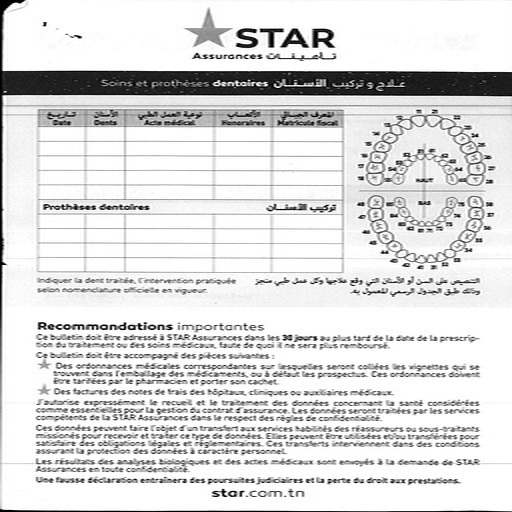 STAR
Assurances تـأميـنـات
Soins et prothèses dentaires عـلاج و تركيب الأسـنـان
تـاريـخ الأسنان نوعية العمل الطبي الأتعـاب المعرف الجبـائي
Date Dents Acte médical Honoraires Matricule fiscal
Prothèses dentaires تركيب الأسنـان
HAUT
BAS
Indiquer la dent traitée, l'intervention pratiquée
selon nomenclature officielle en vigueur.
التنصيص على السن أو الأسنان التي وقع علاجها وكل عمل طبي منجز
وذلك طبق الجدول الرسمي المعمول به.
Recommandations importantes
Ce bulletin doit être adressé à STAR Assurances dans les 30 jours au plus tard de la date de la prescrip-
tion du traitement ou des soins médicaux, faute de quoi il ne sera plus remboursé.
Ce bulletin doit être accompagné des pièces suivantes :
Des ordonnances médicales correspondantes sur lesquelles seront collées les vignettes qui se
trouvent dans l'emballage des médicaments, ou à défaut les prospectus. Ces ordonnances doivent
être tarifées par le pharmacien et porter son cachet.
Des factures des notes de frais des hôpitaux, cliniques ou auxiliaires médicaux.
J'autorise expressément le recueil et le traitement des données concernant la santé considérées
comme essentielles pour la gestion du contrat d'assurance. Les données seront traitées par les services
compétents de la STAR Assurances dans le respect des règles de confidentialité.
Ces données peuvent faire l'objet d'un transfert aux services habilités des réassureurs ou sous-traitants
missionés pour recevoir et traiter ce type de données. Elles peuvent être utilisées et/ou transférées pour
satisfaire des obligations légales et réglementaires. Ces transferts interviennent dans des conditions
assurant la protection des données à caractère personnel.
Les résultats des analyses biologiques et des actes médicaux sont envoyés à la demande de STAR
Assurances en toute confidentialité.
Une fausse déclaration entraînera des poursuites judiciaires et la perte du droit aux prestations.
star.com.tn